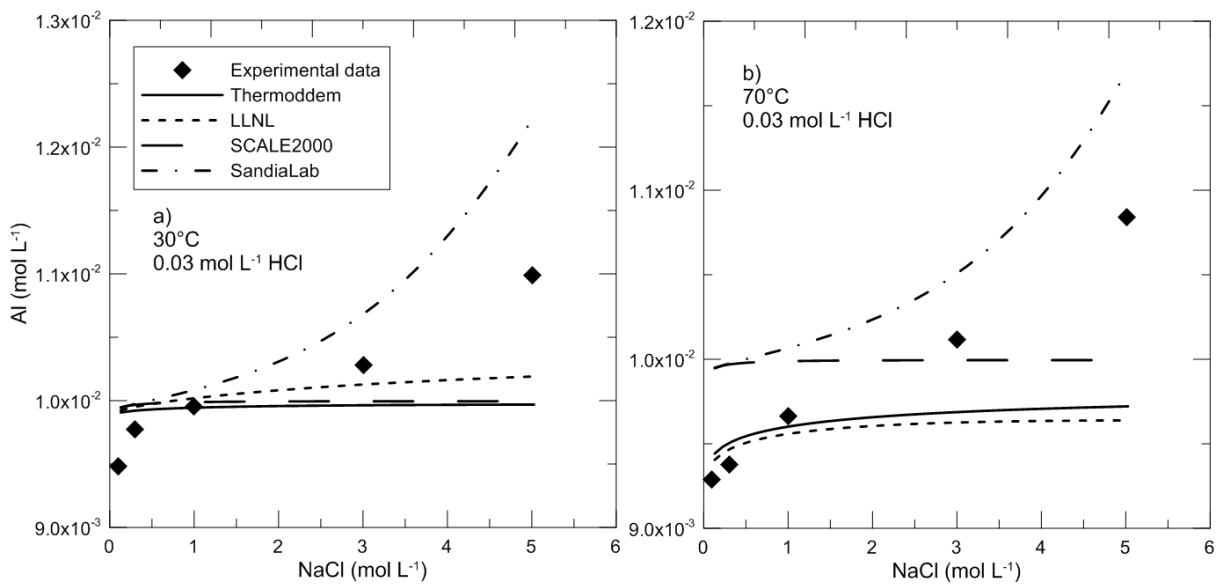 1.3x10⁻²
1.2x10⁻²
1.1x10⁻²
1.0x10⁻²
9.0x10⁻³
Al (mol L⁻¹)
Experimental data
Thermoddem
LLNL
SCALE2000
SandiaLab
a)
30°C
0.03 mol L⁻¹ HCl
0 1 2 3 4 5 6
NaCl (mol L⁻¹)
1.2x10⁻²
1.1x10⁻²
1.0x10⁻²
9.0x10⁻³
b)
70°C
0.03 mol L⁻¹ HCl
0 1 2 3 4 5 6
NaCl (mol L⁻¹)